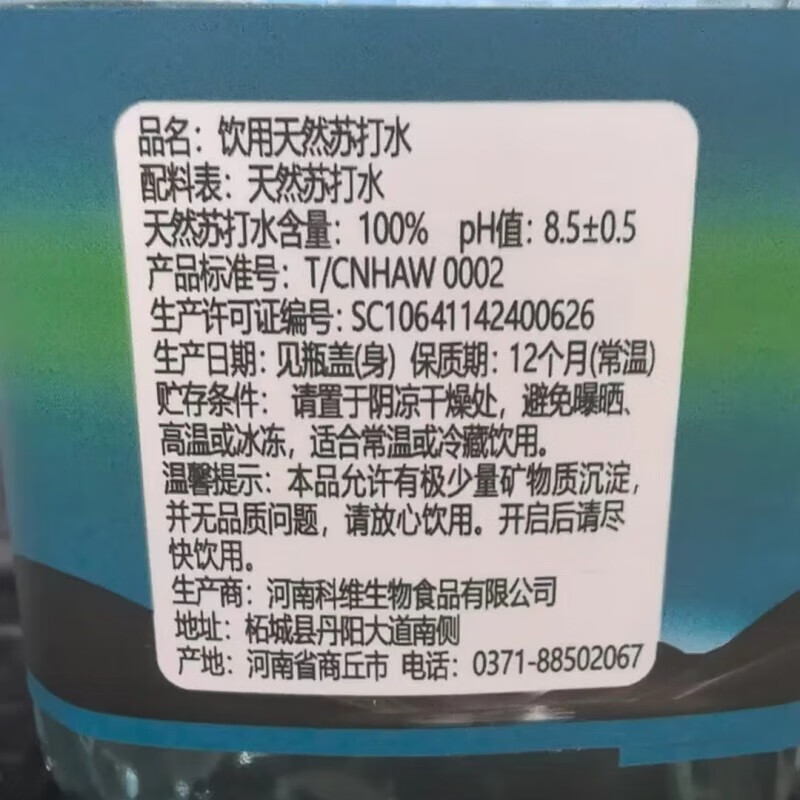 品名：饮用天然苏打水
配料表：天然苏打水
天然苏打水含量：100% pH值：8.5±0.5
产品标准号：T/CNHAW 0002
生产许可证编号：SC10641142400626
生产日期：见瓶盖(身) 保质期：12个月(常温)
贮存条件：请置于阴凉干燥处，避免曝晒、
高温或冰冻，适合常温或冷藏饮用。
温馨提示：本品允许有极少量矿物质沉淀，
并无品质问题，请放心饮用。开启后请尽
快饮用。
生产商：河南科维生物食品有限公司
地址：柘城县丹阳大道南侧
产地：河南省商丘市 电话：0371-88502067